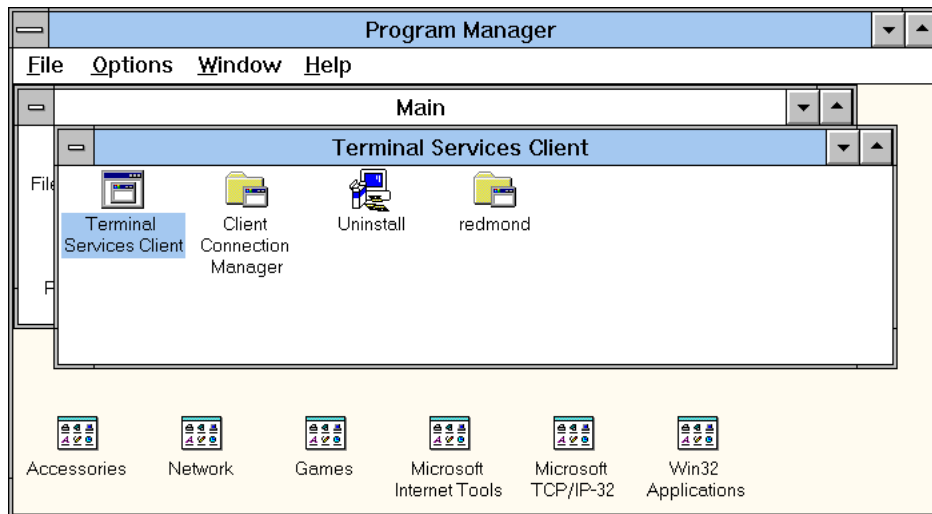 Program Manager
File Options Window Help
Main
Terminal Services Client
File
Terminal
Services Client
Client
Connection
Manager
Uninstall
redmond
Accessories
Network
Games
Microsoft
Internet Tools
Microsoft
TCP/IP-32
Win32
Applications